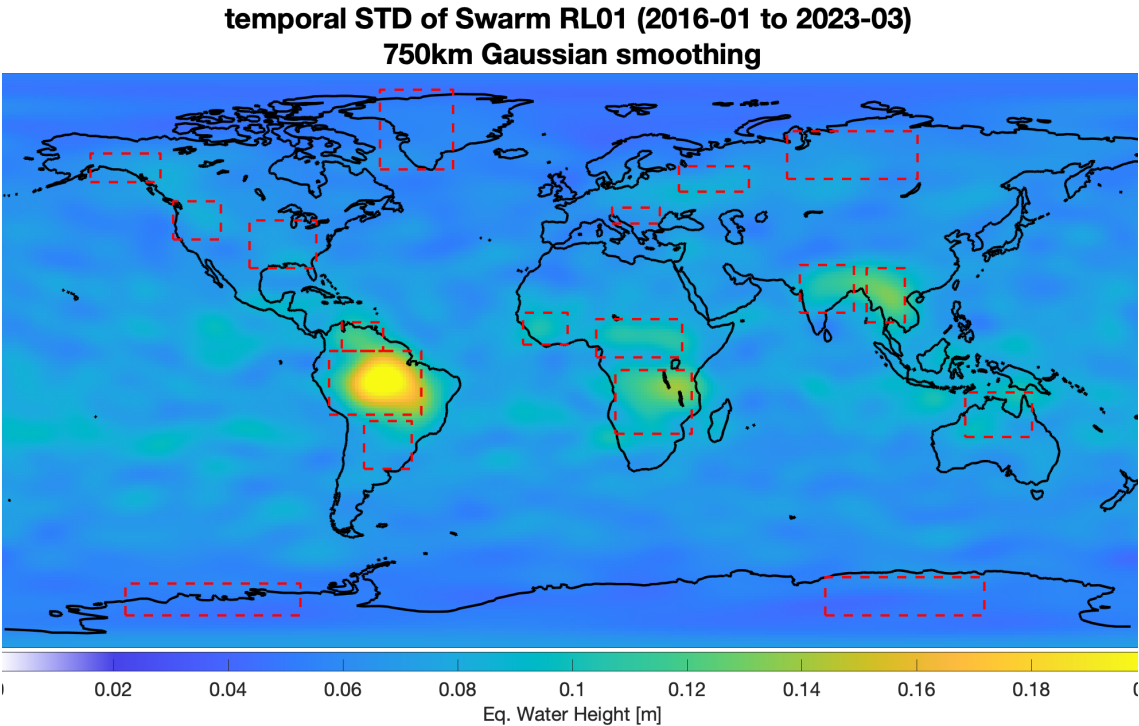 temporal STD of Swarm RL01 (2016-01 to 2023-03)
750km Gaussian smoothing
0.02 0.04 0.06 0.08 0.1 0.12 0.14 0.16 0.18
Eq. Water Height [m]